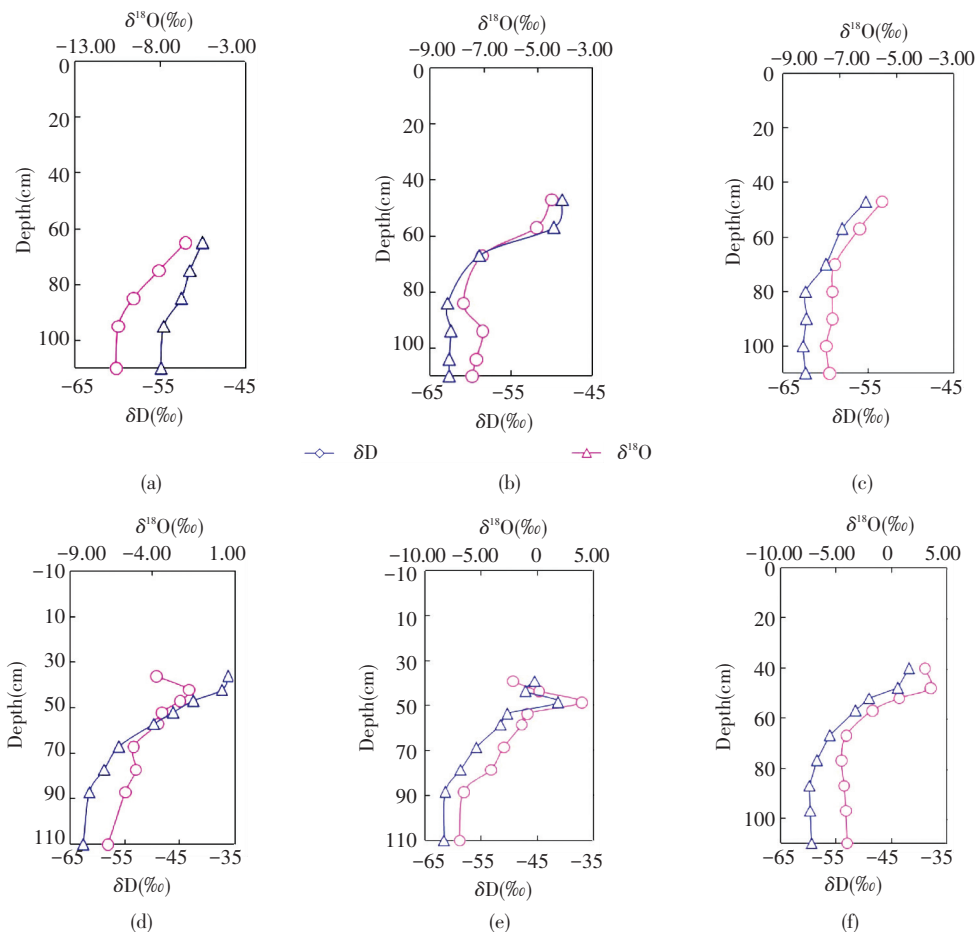 δ¹⁸O(‰)
−13.00 −8.00 −3.00
0
20
40
60
80
100
Depth(cm)
−65 −55 −45
δD(‰)
(a)
δ¹⁸O(‰)
−9.00 −7.00 −4.00 −3.00
0
20
40
60
80
100
Depth(cm)
−65 −55 −45
δD(‰)
(b)
δ¹⁸O(‰)
−9.00 −7.00 −5.00 −3.00
0
20
40
60
80
100
Depth(cm)
−65 −55 −45
δD(‰)
(c)
δD δ¹⁸O
δ¹⁸O(‰)
−9.00 −4.00 1.00
−10
10
30
50
70
90
110
Depth(cm)
−65 −55 −45 −35
δD(‰)
(d)
δ¹⁸O(‰)
−10.00 −5.00 0 5.00
−10
10
30
50
70
90
110
Depth(cm)
−65 −55 −45 −35
δD(‰)
(e)
δ¹⁸O(‰)
−10.00 −5.00 0 5.00
0
20
40
60
80
100
Depth(cm)
−65 −55 −45 −35
δD(‰)
(f)